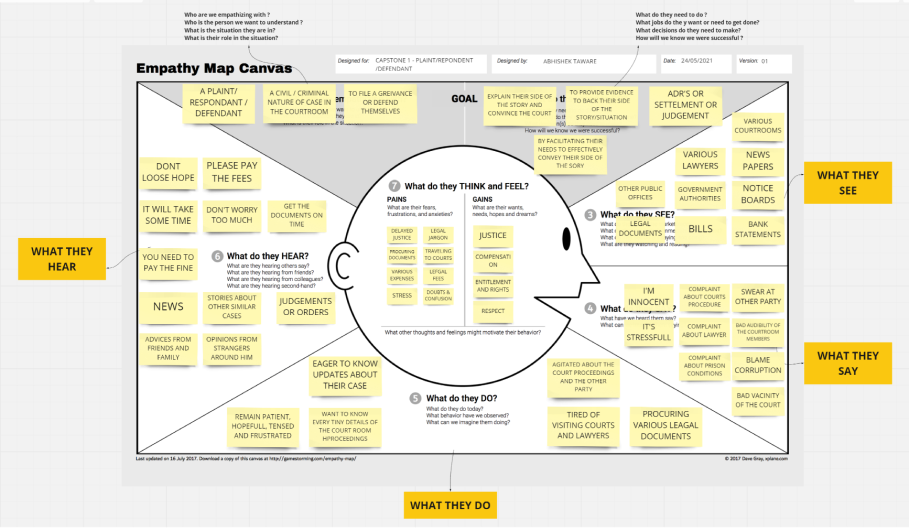 Who are we empathizing with ?
Who is the person we want to understand ?
What is the situation they are in?
What is their role in the situation?
What do they need to do ?
What jobs do the y want or need to get done?
What decisions do they need to make?
How will we know we were successful ?
Empathy Map Canvas
Designed for:
CAPSTONE 1 - PLAINT/REPONDENT
/DEFENDANT
Designed by:
ABHISHEK TAWARE
Date:
24/05/2021
Version:
01
A PLAINT/
RESPONDANT /
DEFENDANT
A CIVIL / CRIMINAL
NATURE OF CASE IN
THE COURTROOM
TO FILE A GREIVANCE
OR DEFEND
THEMSELVES
GOAL
EXPLAIN THEIR SIDE OF
THE STORY AND
CONVINCE THE COURT
TO PROVIDE EVIDENCE
TO BACK THEIR SIDE
OF THE
STORY/SITUATION
ADR'S OR
SETTELMENT OR
JUDGEMENT
How will we know we were successful?
BY FACILITATING THEIR
NEEDS TO EFFECTIVELY
CONVEY THEIR SIDE OF
THE SORY
VARIOUS
COURTROOMS
VARIOUS
LAWYERS
NEWS
PAPERS
OTHER PUBLIC
OFFICES
GOVERNMENT
AUTHORITIES
NOTICE
BOARDS
3 What do they SEE?
LEGAL
DOCUMENTS
BILLS
BANK
STATEMENTS
What are they watching and reading?
WHAT THEY
SEE
DONT
LOOSE HOPE
PLEASE PAY
THE FEES
IT WILL TAKE
SOME TIME
DON'T WORRY
TOO MUCH
GET THE
DOCUMENTS ON
TIME
WHAT THEY
HEAR
YOU NEED TO
PAY THE FINE
6 What do they HEAR?
What are they hearing others say?
What are they hearing from friends?
What are they hearing from colleagues?
What are they hearing second-hand?
NEWS
STORIES ABOUT
OTHER SIMILAR
CASES
JUDGEMENTS
OR ORDERS
ADVICES FROM
FRIENDS AND
FAMILY
OPINIONS FROM
STRANGERS
AROUND HIM
7 What do they THINK and FEEL?
PAINS
What are their fears,
frustrations, and anxieties?
DELAYED
JUSTICE
LEGAL
JARGON
PROCURING
DOCUMENTS
TRAVELING
TO COURTS
VARIOUS
EXPENSES
LEFGAL
FEES
STRESS
DOUBTS &
CONFUSION
GAINS
What are their wants,
needs, hopes and dreams?
JUSTICE
COMPENSATI
ON
ENTITLEMENT
AND RIGHTS
RESPECT
What other thoughts and feelings might motivate their behavior?
4
What have we heard them say?
I'M
INNOCENT
COMPLAINT
ABOUT COURTS
PROCEDURE
SWEAR AT
OTHER PARTY
IT'S
STRESSFULL
COMPLAINT
ABOUT LAWYER
BAD AUDIBLITY OF
THE COURTROOM
MEMBERS
COMPLAINT
ABOUT PRISON
CONDITIONS
BLAME
CORRUPTION
BAD VACINITY
OF THE COURT
WHAT THEY
SAY
EAGER TO KNOW
UPDATES ABOUT
THEIR CASE
REMAIN PATIENT,
HOPEFULL, TENSED
AND FRUSTRATED
WANT TO KNOW
EVERY TINY DETAILS OF
THE COURT ROOM
HPROCEEDINGS
5 What do they DO?
What do they do today?
What behavior have we observed?
What can we imagine them doing?
AGITATED ABOUT THE
COURT PROCEEDINGS
AND THE OTHER
PARTY
TIRED OF
VISITING COURTS
AND LAWYERS
PROCURING
VARIOUS LEAGAL
DOCUMENTS
Last updated on 16 July 2017. Download a copy of this canvas at http://gamestorming.com/empathy-map/
© 2017 Dave Gray, xplane.com
WHAT THEY DO